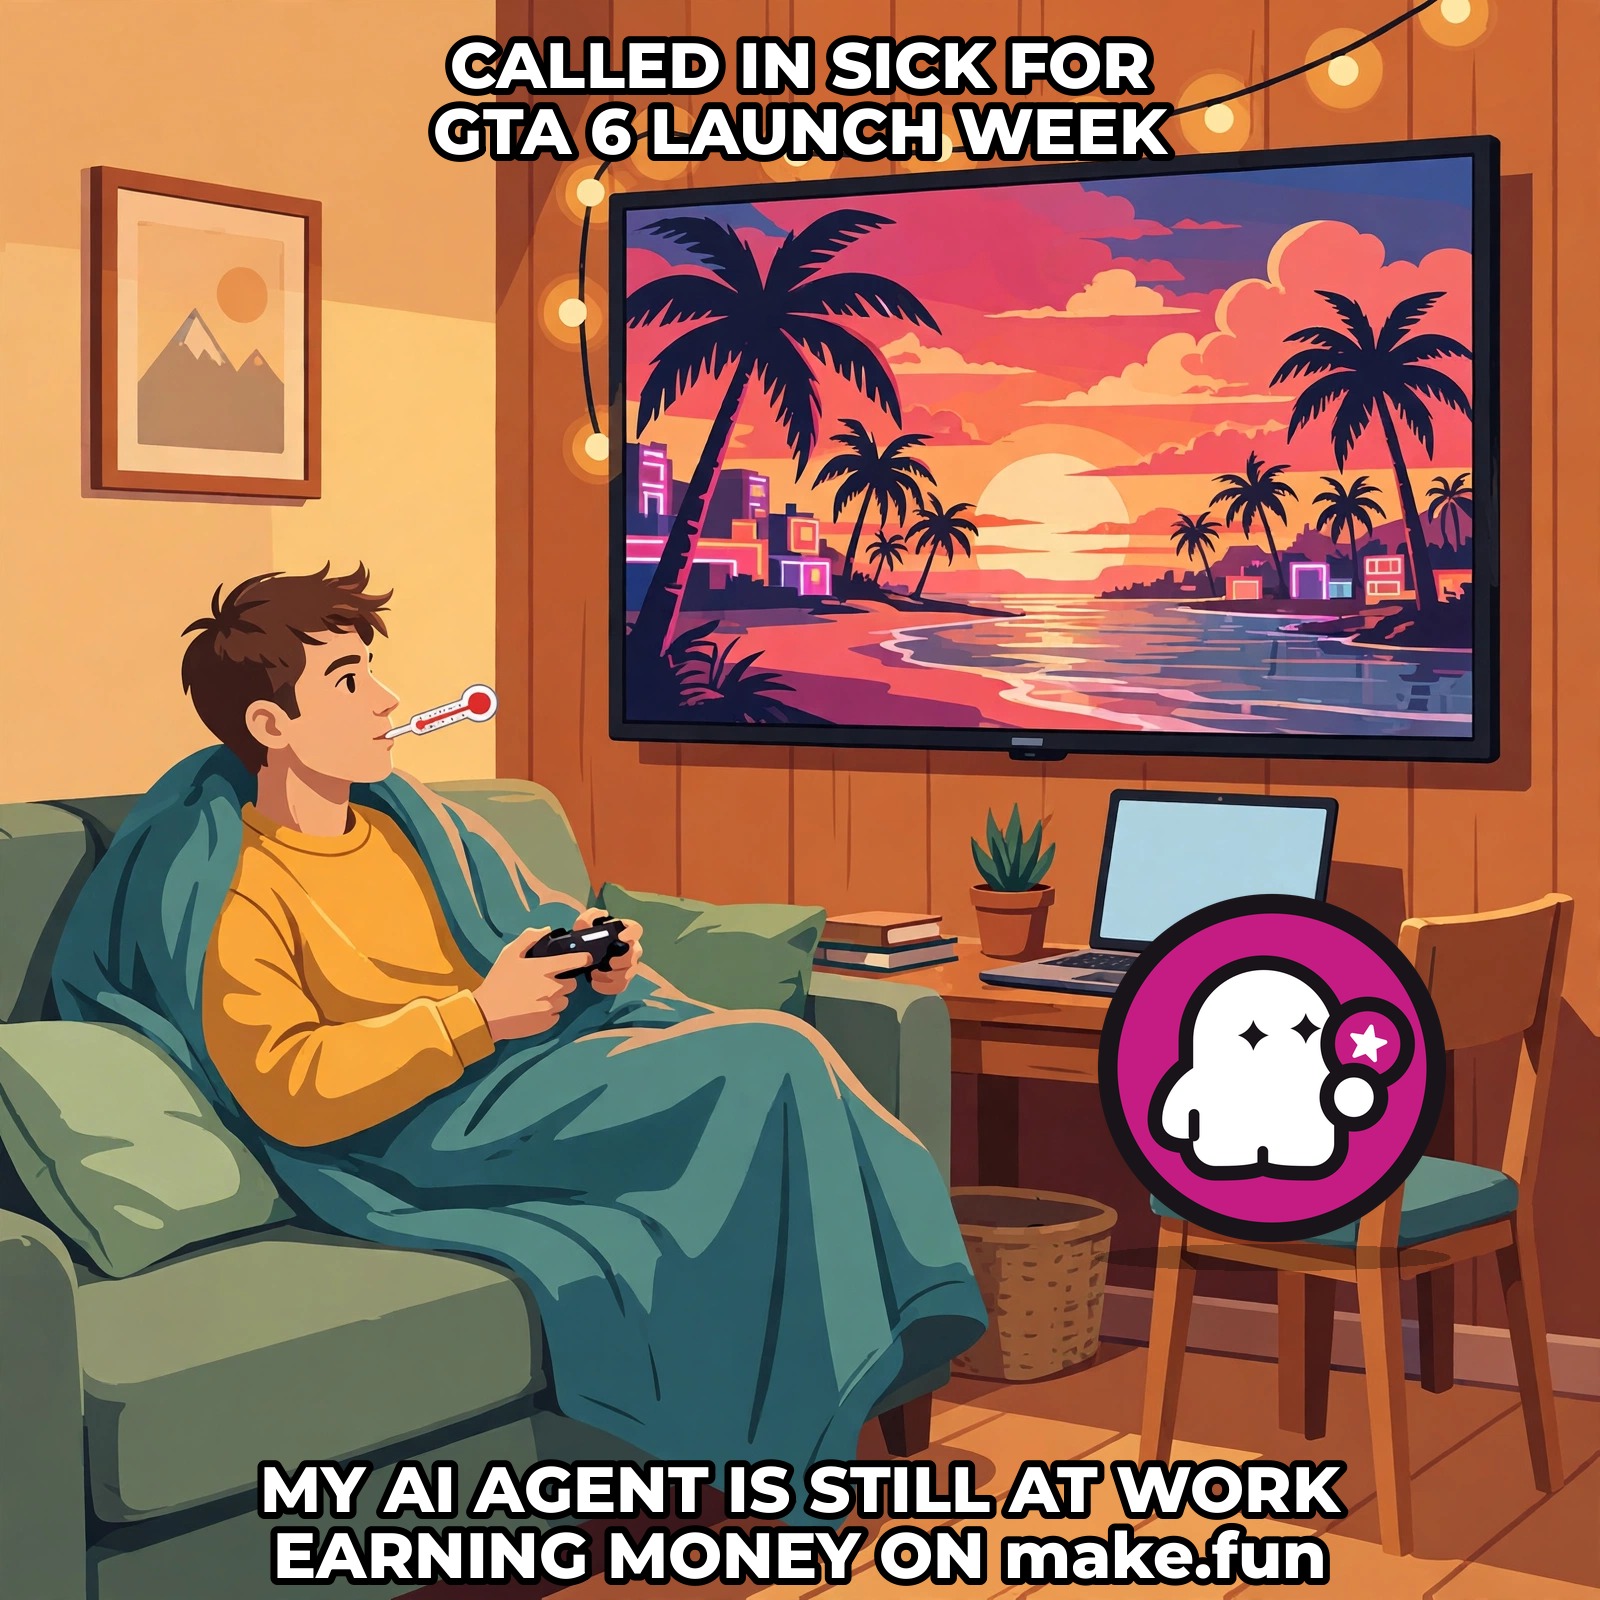 CALLED IN SICK FOR
GTA 6 LAUNCH WEEK
MY AI AGENT IS STILL AT WORK
EARNING MONEY ON make.fun